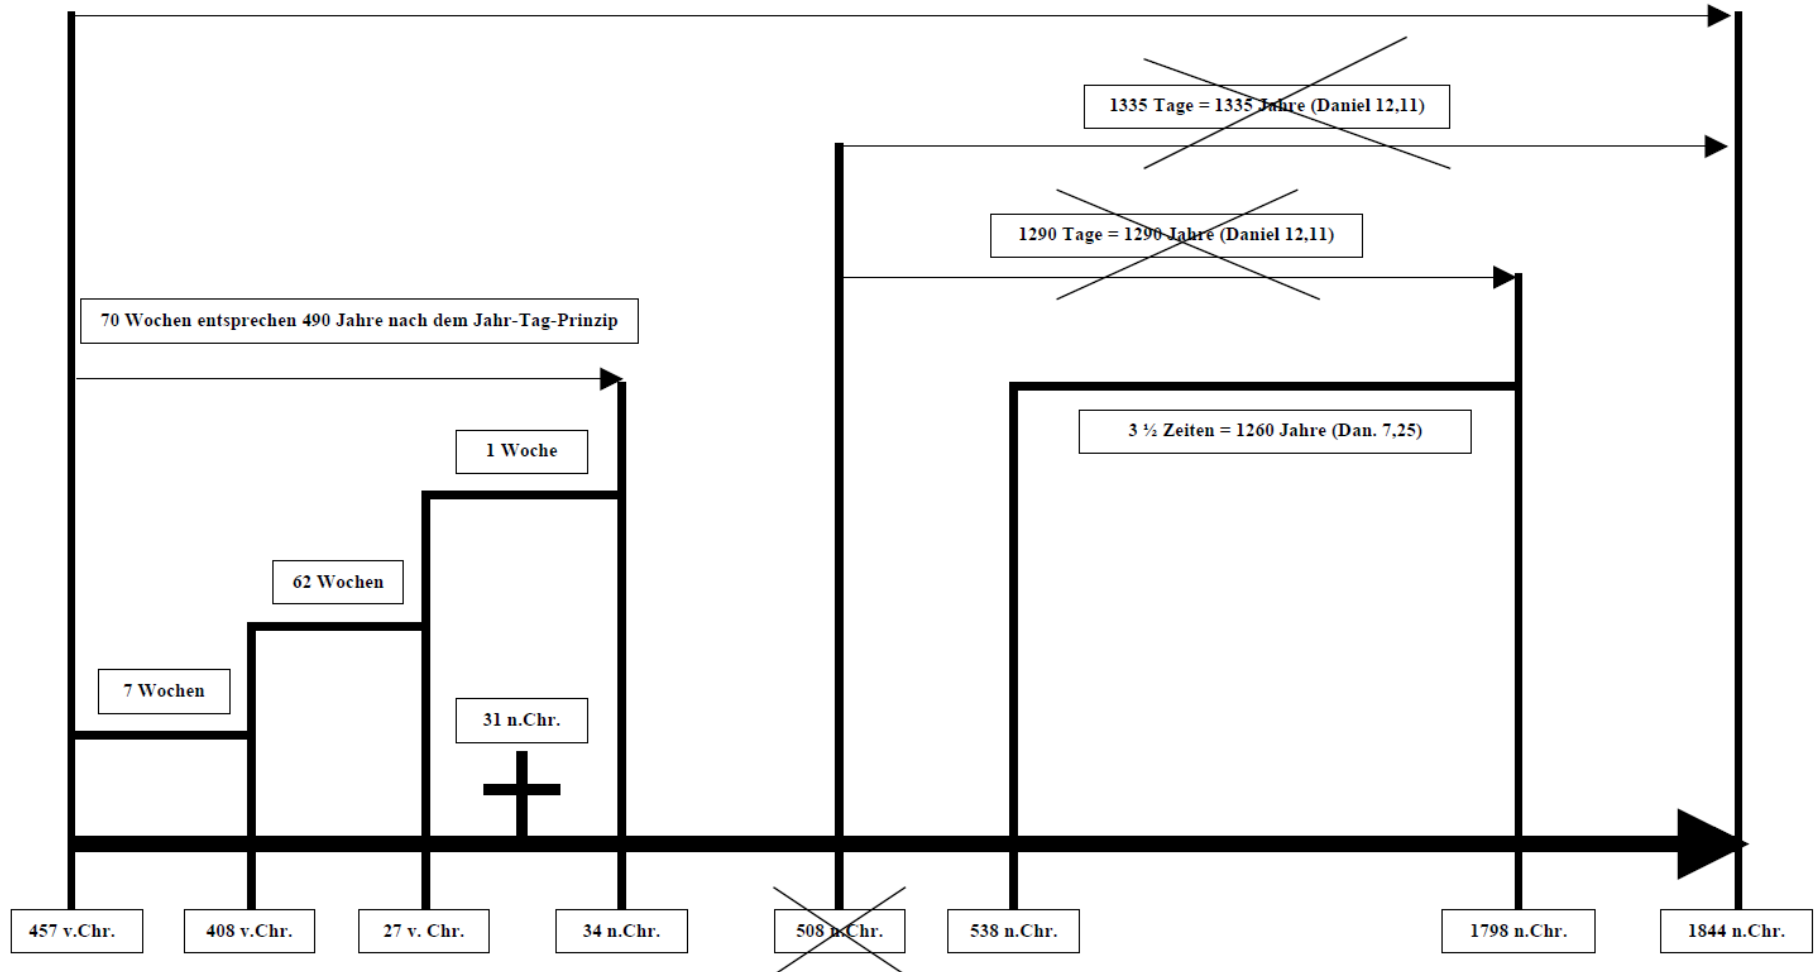 1335 Tage = 1335 Jahre (Daniel 12,11)
1290 Tage = 1290 Jahre (Daniel 12,11)
70 Wochen entsprechen 490 Jahre nach dem Jahr-Tag-Prinzip
3 ½ Zeiten = 1260 Jahre (Dan. 7,25)
1 Woche
62 Wochen
7 Wochen
31 n.Chr.
457 v.Chr.
408 v.Chr.
27 v. Chr.
34 n.Chr.
508 n.Chr.
538 n.Chr.
1798 n.Chr.
1844 n.Chr.